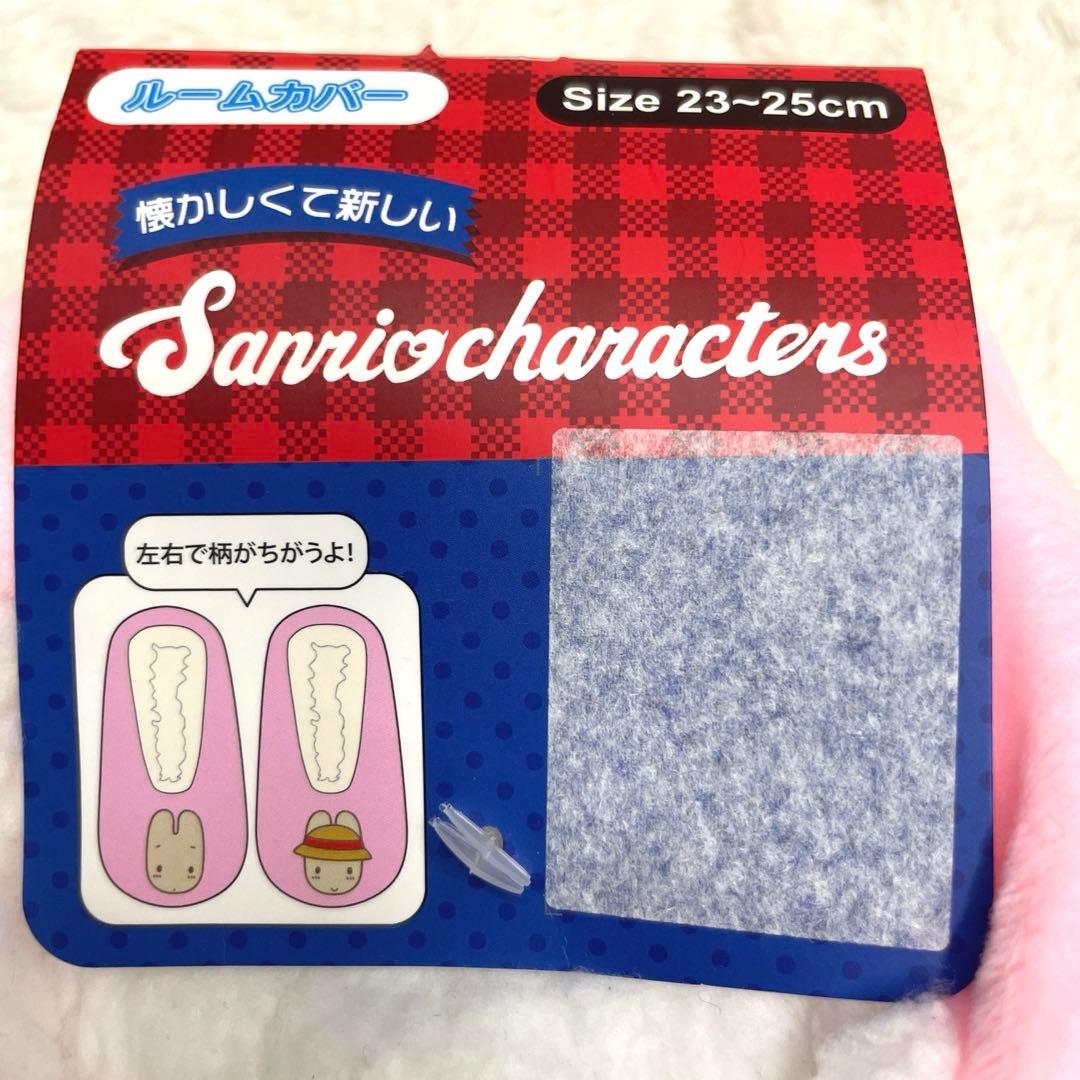 ルームカバー
Size 23~25cm
懐かしくて新しい
Sanrio characters
左右で柄がちがうよ!